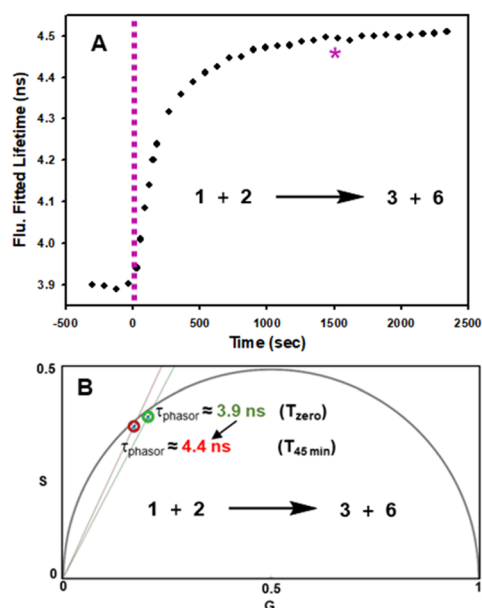 A
4.5
4.4
4.3
4.2
4.1
4.0
3.9
Flu. Fitted Lifetime (ns)
*
1 + 2 → 3 + 6
-500 0 500 1000 1500 2000 2500
Time (sec)
B
0.5
τphasor ≈ 3.9 ns (Tzero)
τphasor ≈ 4.4 ns (T45 min)
S
1 + 2 → 3 + 6
0
0 0.5 1
G